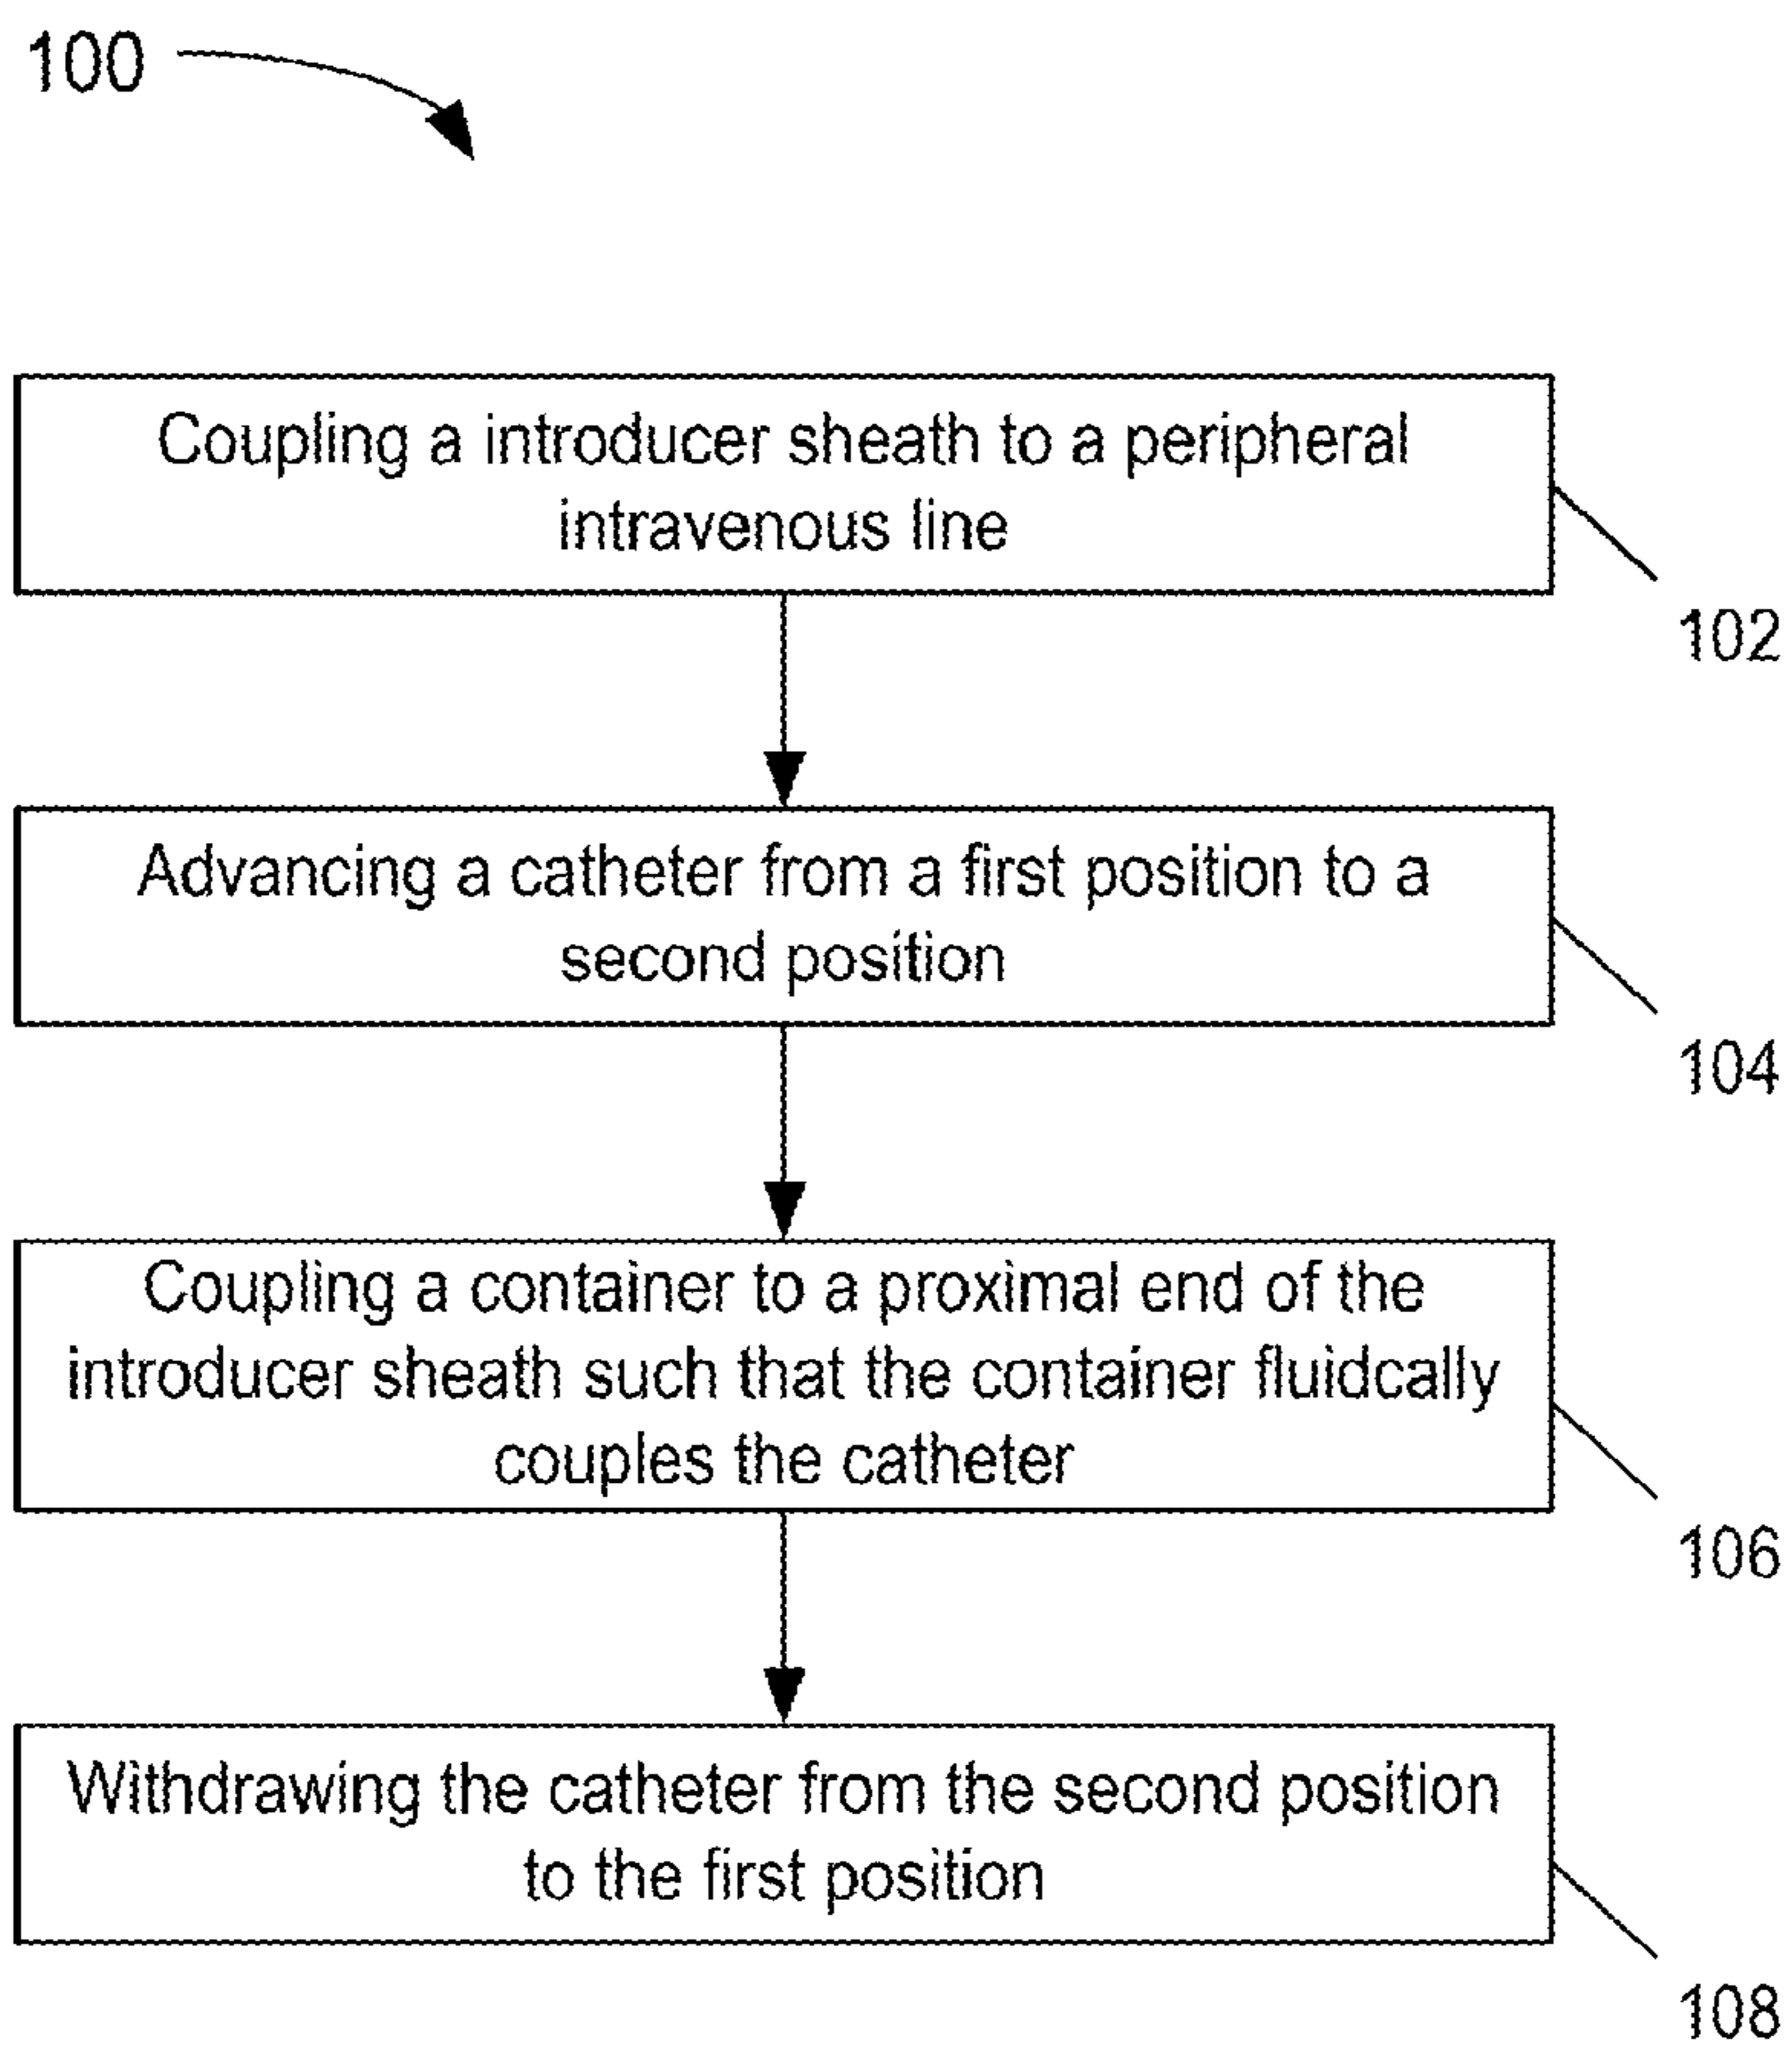 100
Coupling a introducer sheath to a peripheral
intravenous line
102
Advancing a catheter from a first position to a
second position
104
Coupling a container to a proximal end of the
introducer sheath such that the container fluidcally
couples the catheter
106
Withdrawing the catheter from the second position
to the first position
108